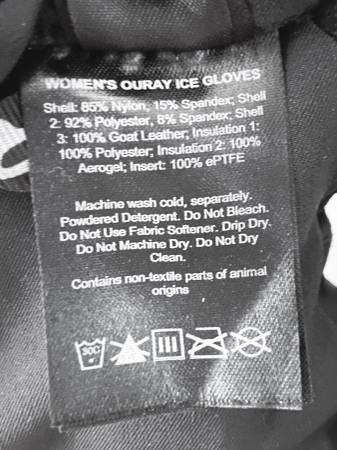 WOMEN'S OURAY ICE GLOVES
Shell: 85% Nylon, 15% Spandex; Shell
2: 92% Polyester, 8% Spandex; Shell
3: 100% Goat Leather; Insulation 1:
100% Polyester; Insulation 2: 100%
Aerogel; Insert: 100% ePTFE
Machine wash cold, separately.
Powdered Detergent. Do Not Bleach.
Do Not Use Fabric Softener. Drip Dry.
Do Not Machine Dry. Do Not Dry
Clean.
Contains non-textile parts of animal
origins
30C